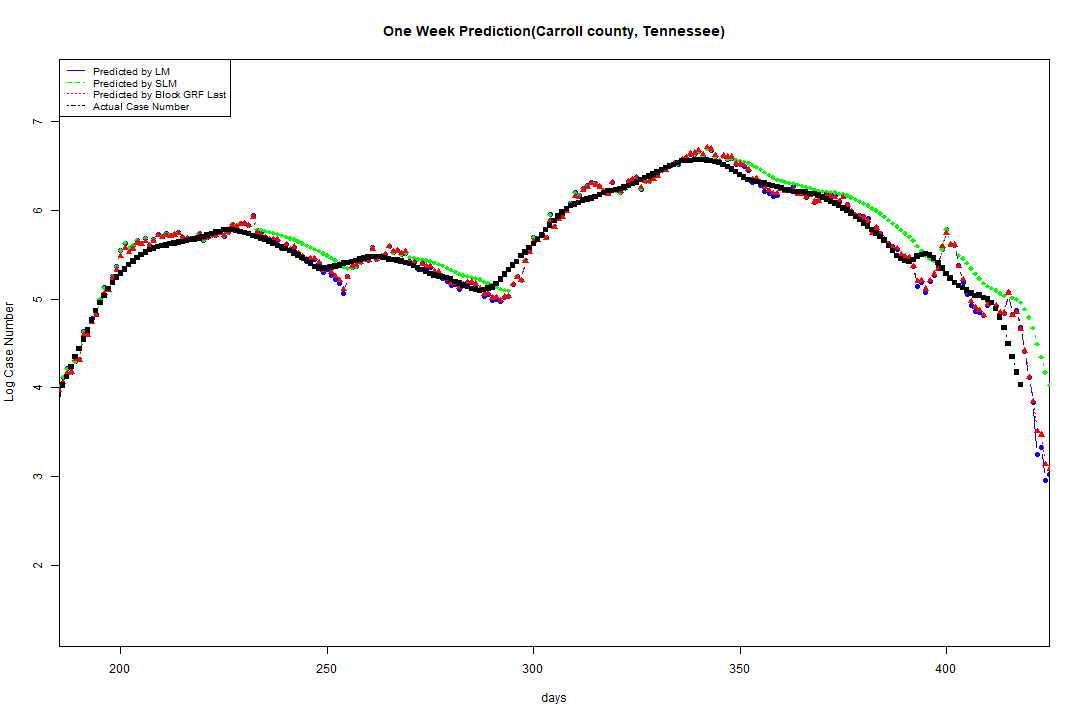 One Week Prediction(Carroll county, Tennessee)
Predicted by LM
Predicted by SLM
Predicted by Block GRF Last
Actual Case Number
7
6
5
4
3
2
Log Case Number
200 250 300 350 400
days